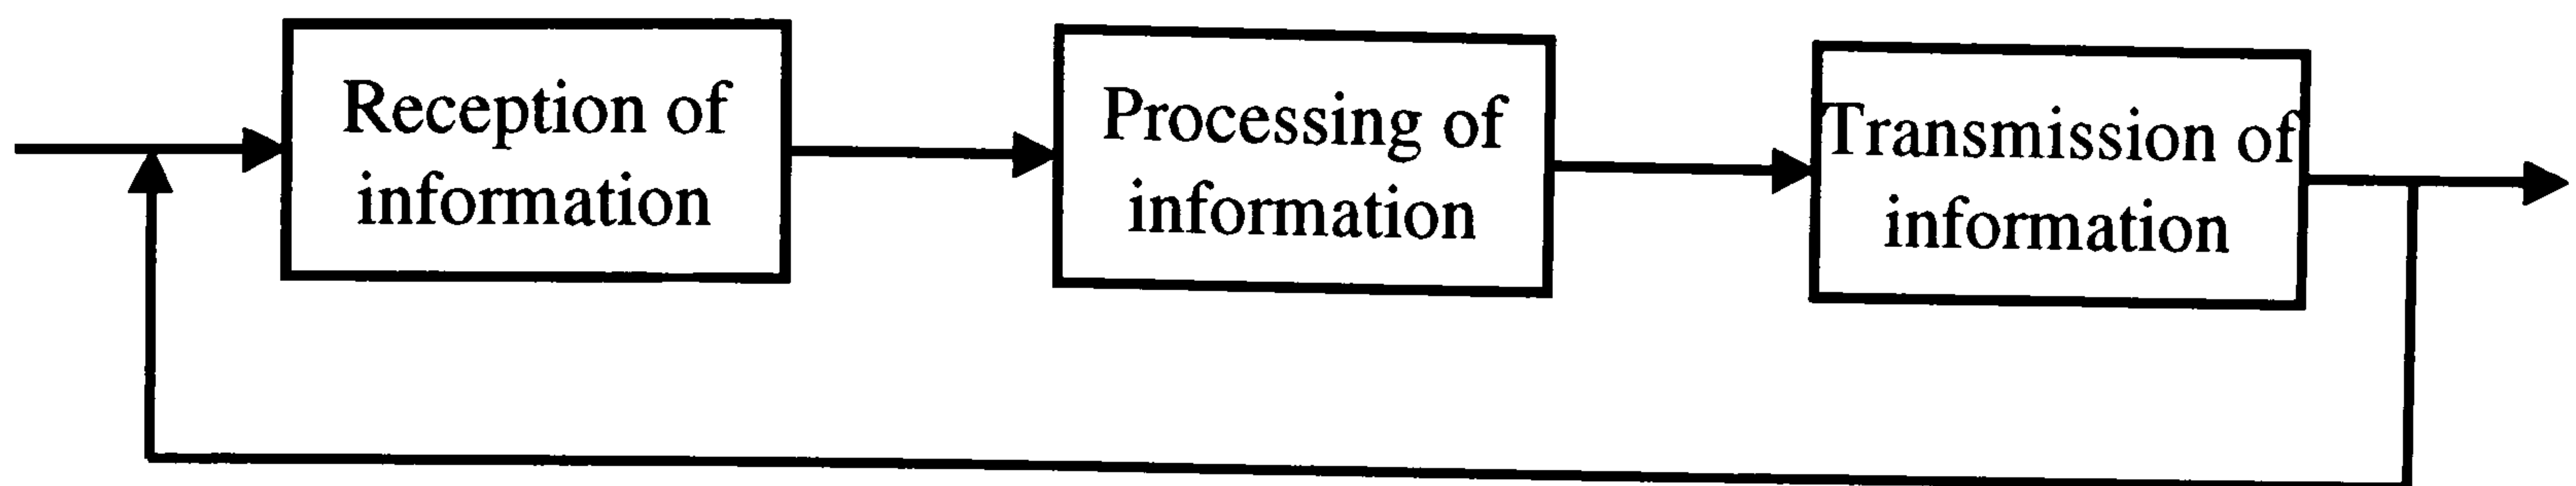 Reception of
information
Processing of
information
Transmission of
information